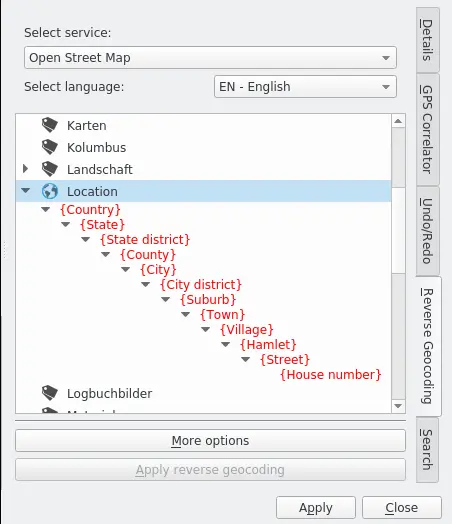 Select service:
Open Street Map
Select language:
EN - English
Karten
Kolumbus
Landschaft
Location
{Country}
{State}
{State district}
{County}
{City}
{City district}
{Suburb}
{Town}
{Village}
{Hamlet}
{Street}
{House number}
Logbuchbilder
More options
Apply reverse geocoding
Apply
Close
Details
GPS Correlator
Undo/Redo
Reverse Geocoding
Search